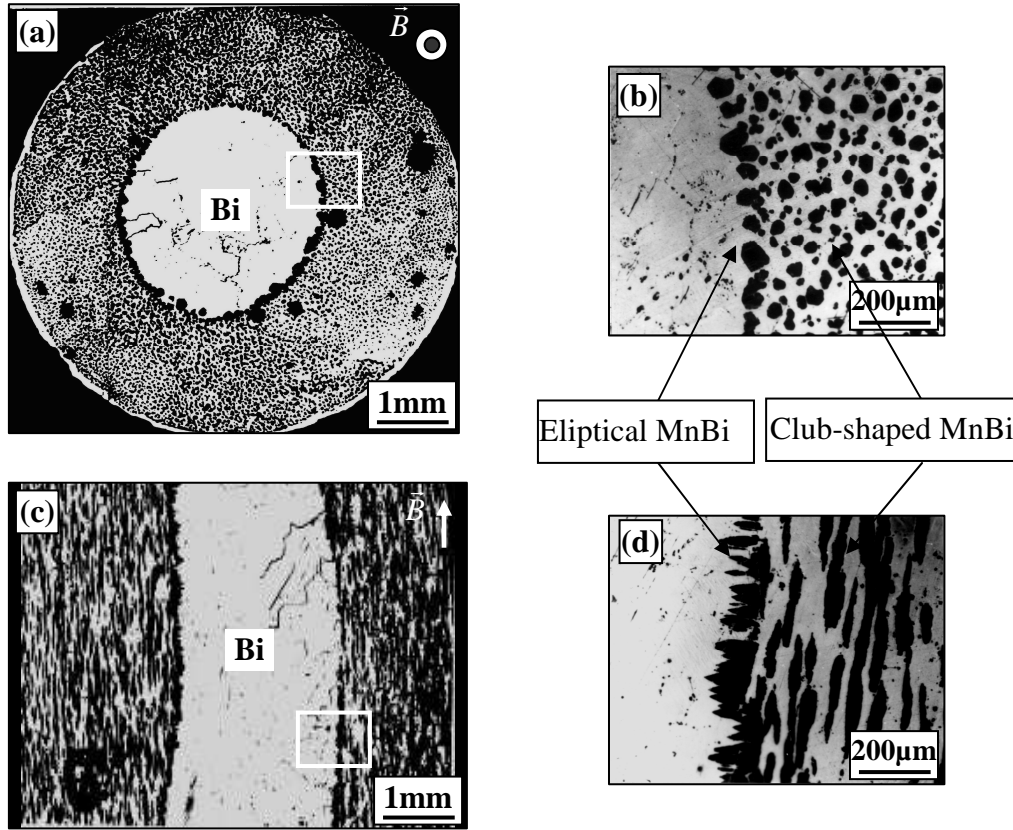 (a)
B
Bi
1mm
(b)
200μm
Eliptical MnBi
Club-shaped MnBi
(c)
B
Bi
1mm
(d)
200μm